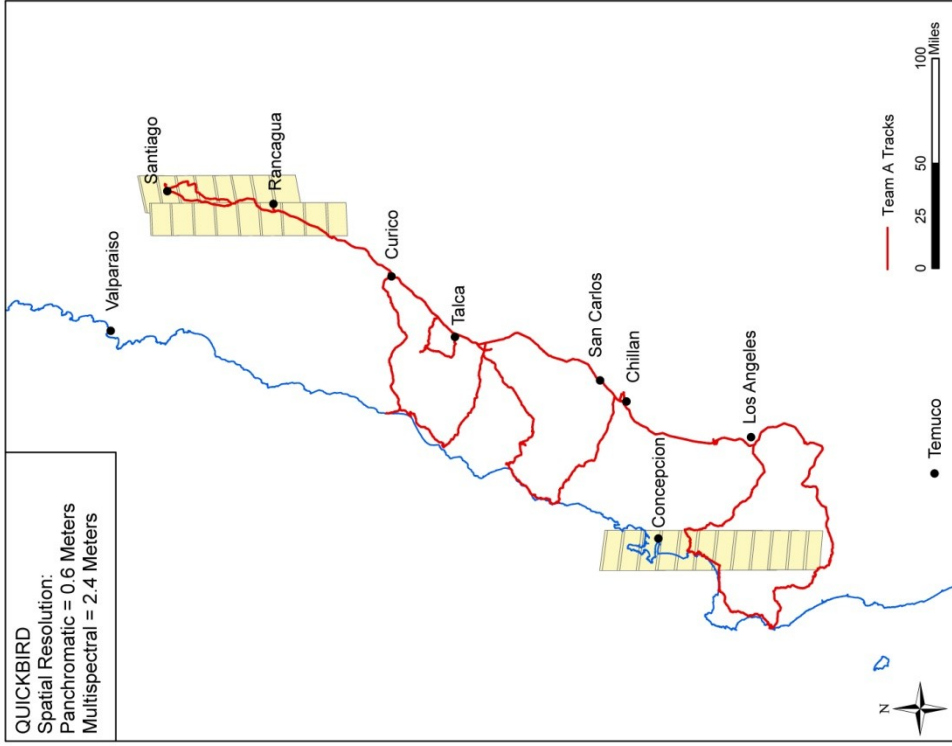 QUICKBIRD
Spatial Resolution:
Panchromatic = 0.6 Meters
Multispectral = 2.4 Meters
Valparaiso
Santiago
Rancagua
Curico
Talca
San Carlos
Chillan
Concepcion
Los Angeles
Temuco
Team A Tracks
0 25 50 100
Miles
N